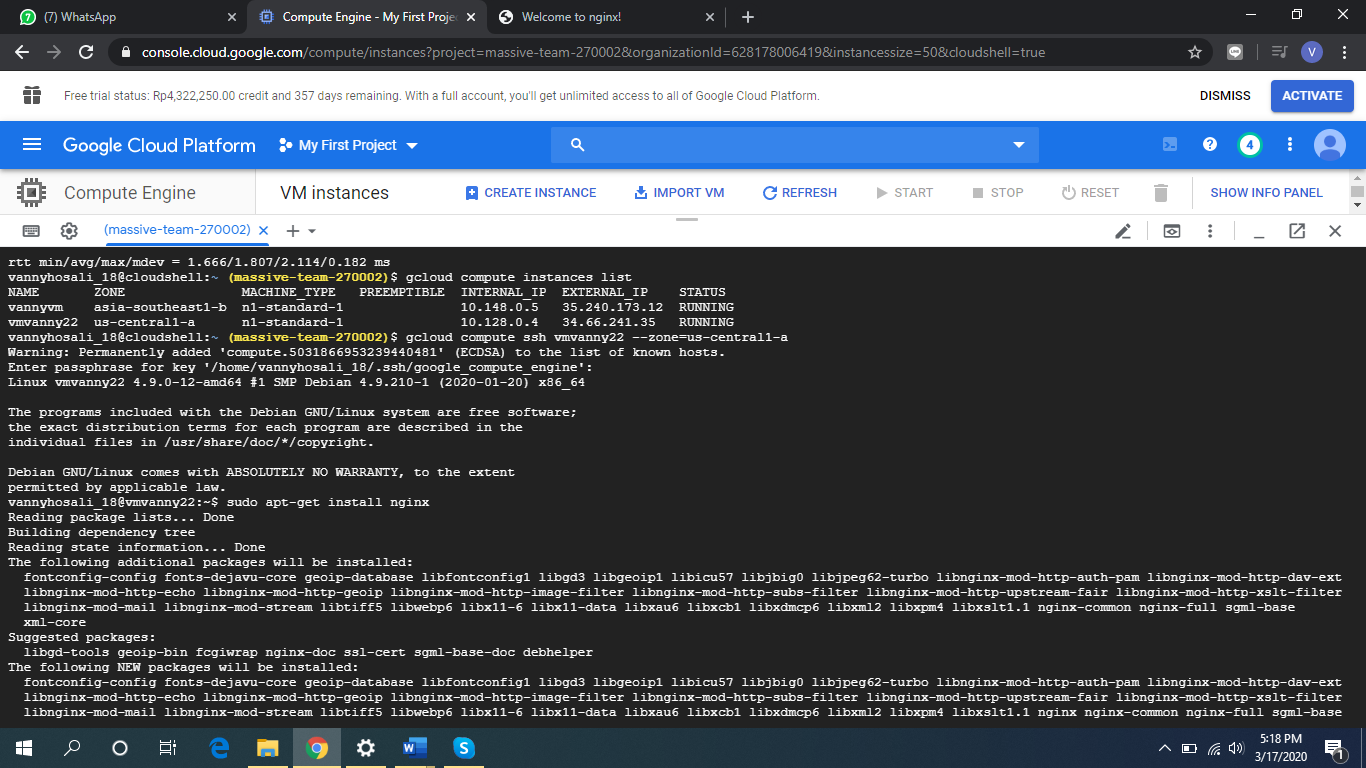 (7) WhatsApp
Compute Engine - My First Proje
Welcome to nginx!
console.cloud.google.com/compute/instances?project=massive-team-270002&organizationId=628178006419&instancessize=50&cloudshell=true
V
Free trial status: Rp4,322,250.00 credit and 357 days remaining. With a full account, you'll get unlimited access to all of Google Cloud Platform.
DISMISS
ACTIVATE
Google Cloud Platform
My First Project
4
Compute Engine
VM instances
CREATE INSTANCE
IMPORT VM
REFRESH
START
STOP
RESET
SHOW INFO PANEL
(massive-team-270002)
rtt min/avg/max/mdev = 1.666/1.807/2.114/0.182 ms
vannyhosali_18@cloudshell:~ (massive-team-270002)$ gcloud compute instances list
NAME ZONE MACHINE_TYPE PREEMPTIBLE INTERNAL_IP EXTERNAL_IP STATUS
vannyvm asia-southeast1-b n1-standard-1 10.148.0.5 35.240.173.12 RUNNING
vmvanny22 us-central1-a n1-standard-1 10.128.0.4 34.66.241.35 RUNNING
vannyhosali_18@cloudshell:~ (massive-team-270002)$ gcloud compute ssh vmvanny22 --zone=us-central1-a
Warning: Permanently added 'compute.5031866953239440481' (ECDSA) to the list of known hosts.
Enter passphrase for key '/home/vannyhosali_18/.ssh/google_compute_engine':
Linux vmvanny22 4.9.0-12-amd64 #1 SMP Debian 4.9.210-1 (2020-01-20) x86_64
The programs included with the Debian GNU/Linux system are free software;
the exact distribution terms for each program are described in the
individual files in /usr/share/doc/*/copyright.
Debian GNU/Linux comes with ABSOLUTELY NO WARRANTY, to the extent
permitted by applicable law.
vannyhosali_18@vmvanny22:~$ sudo apt-get install nginx
Reading package lists... Done
Building dependency tree
Reading state information... Done
The following additional packages will be installed:
fontconfig-config fonts-dejavu-core geoip-database libfontconfig1 libgd3 libgeoip1 libicu57 libjbig0 libjpeg62-turbo libnginx-mod-http-auth-pam libnginx-mod-http-dav-ext
libnginx-mod-http-echo libnginx-mod-http-geoip libnginx-mod-http-image-filter libnginx-mod-http-subs-filter libnginx-mod-http-upstream-fair libnginx-mod-http-xslt-filter
libnginx-mod-mail libnginx-mod-stream libtiff5 libwebp6 libx11-6 libx11-data libxau6 libxcb1 libxdmcp6 libxml2 libxpm4 libxslt1.1 nginx-common nginx-full sgml-base
xml-core
Suggested packages:
libgd-tools geoip-bin fcgiwrap nginx-doc ssl-cert sgml-base-doc debhelper
The following NEW packages will be installed:
fontconfig-config fonts-dejavu-core geoip-database libfontconfig1 libgd3 libgeoip1 libicu57 libjbig0 libjpeg62-turbo libnginx-mod-http-auth-pam libnginx-mod-http-dav-ext
libnginx-mod-http-echo libnginx-mod-http-geoip libnginx-mod-http-image-filter libnginx-mod-http-subs-filter libnginx-mod-http-upstream-fair libnginx-mod-http-xslt-filter
libnginx-mod-mail libnginx-mod-stream libtiff5 libwebp6 libx11-6 libx11-data libxau6 libxcb1 libxdmcp6 libxml2 libxpm4 libxslt1.1 nginx nginx-common nginx-full sgml-base
5:18 PM
3/17/2020
1